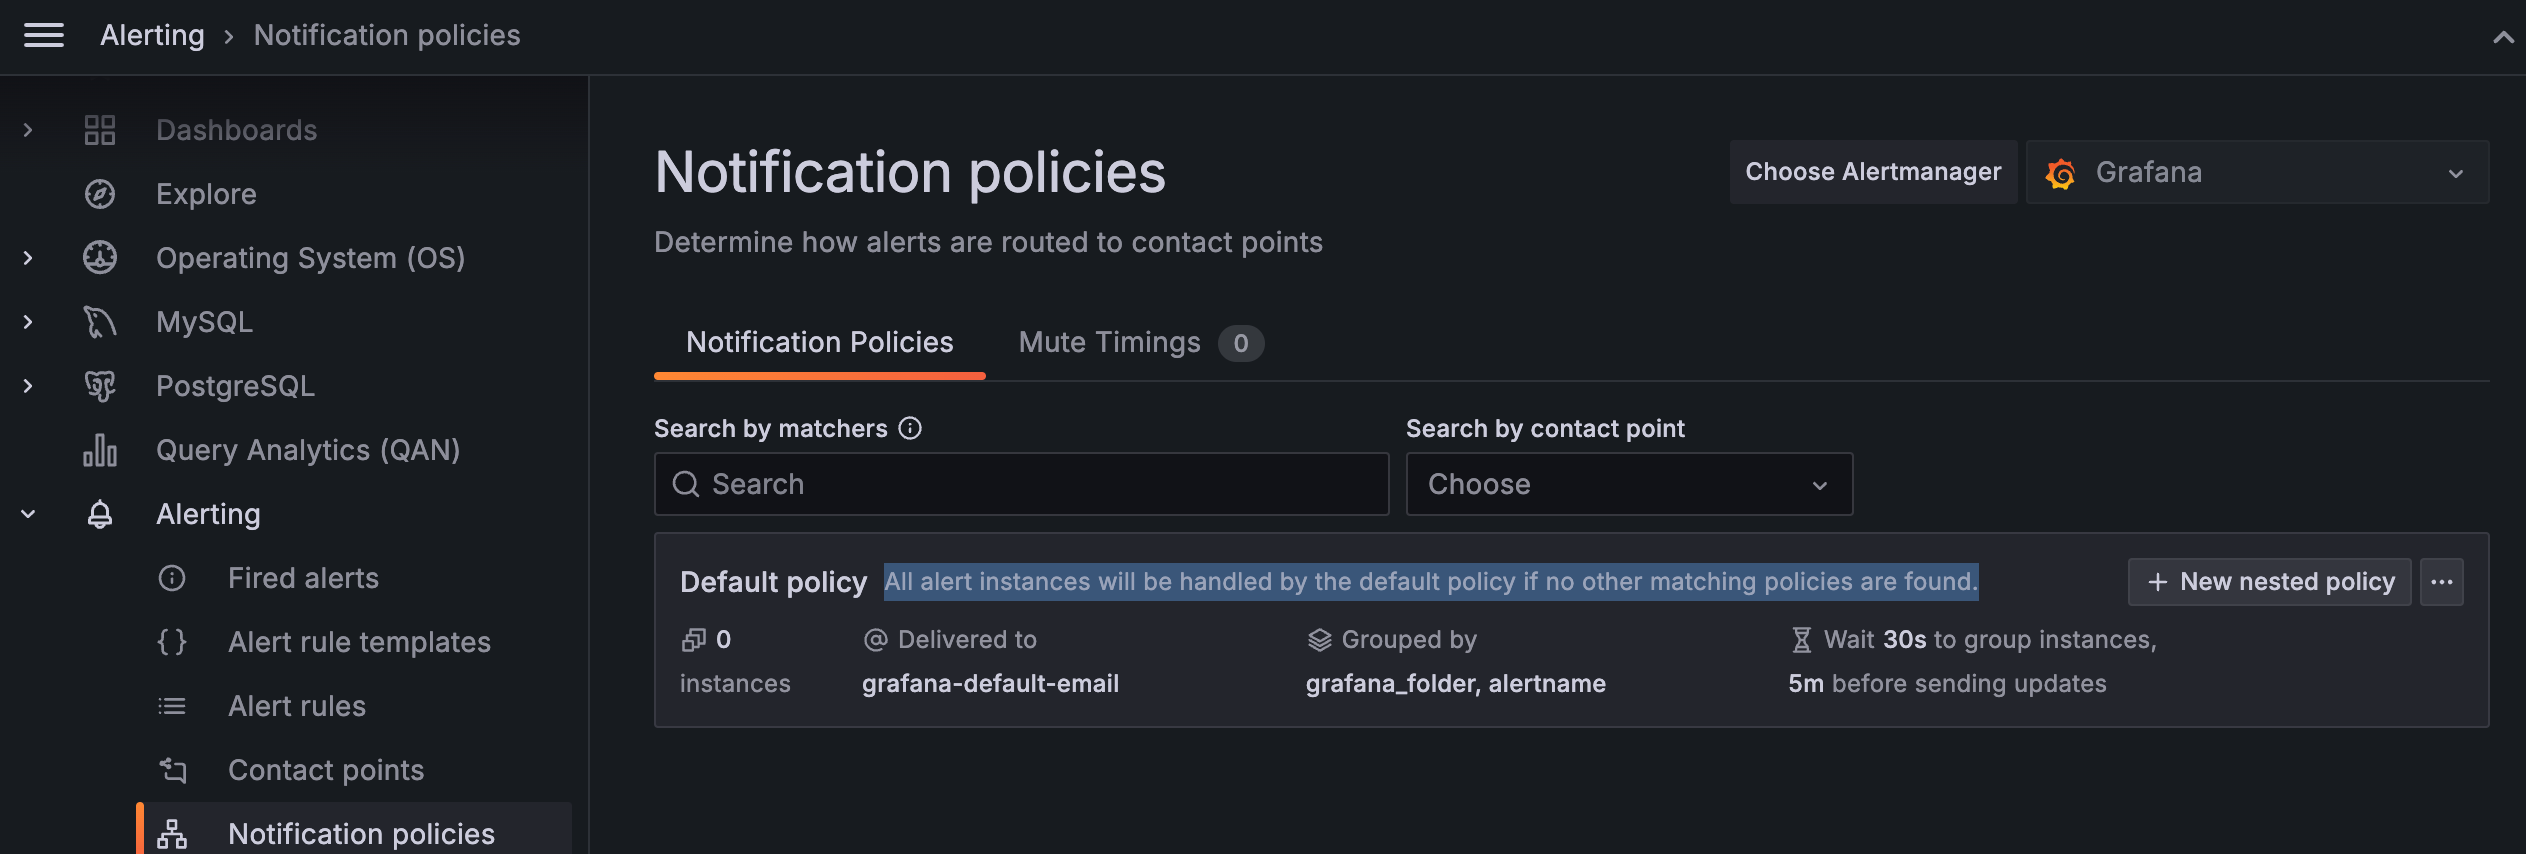 Alerting › Notification policies
Dashboards
Explore
Operating System (OS)
MySQL
PostgreSQL
Query Analytics (QAN)
Alerting
Fired alerts
Alert rule templates
Alert rules
Contact points
Notification policies
Notification policies
Choose Alertmanager Grafana
Determine how alerts are routed to contact points
Notification Policies Mute Timings 0
Search by matchers Search by contact point
Search Choose
Default policy All alert instances will be handled by the default policy if no other matching policies are found. + New nested policy ...
0 instances
Delivered to
grafana-default-email
Grouped by
grafana_folder, alertname
Wait 30s to group instances,
5m before sending updates